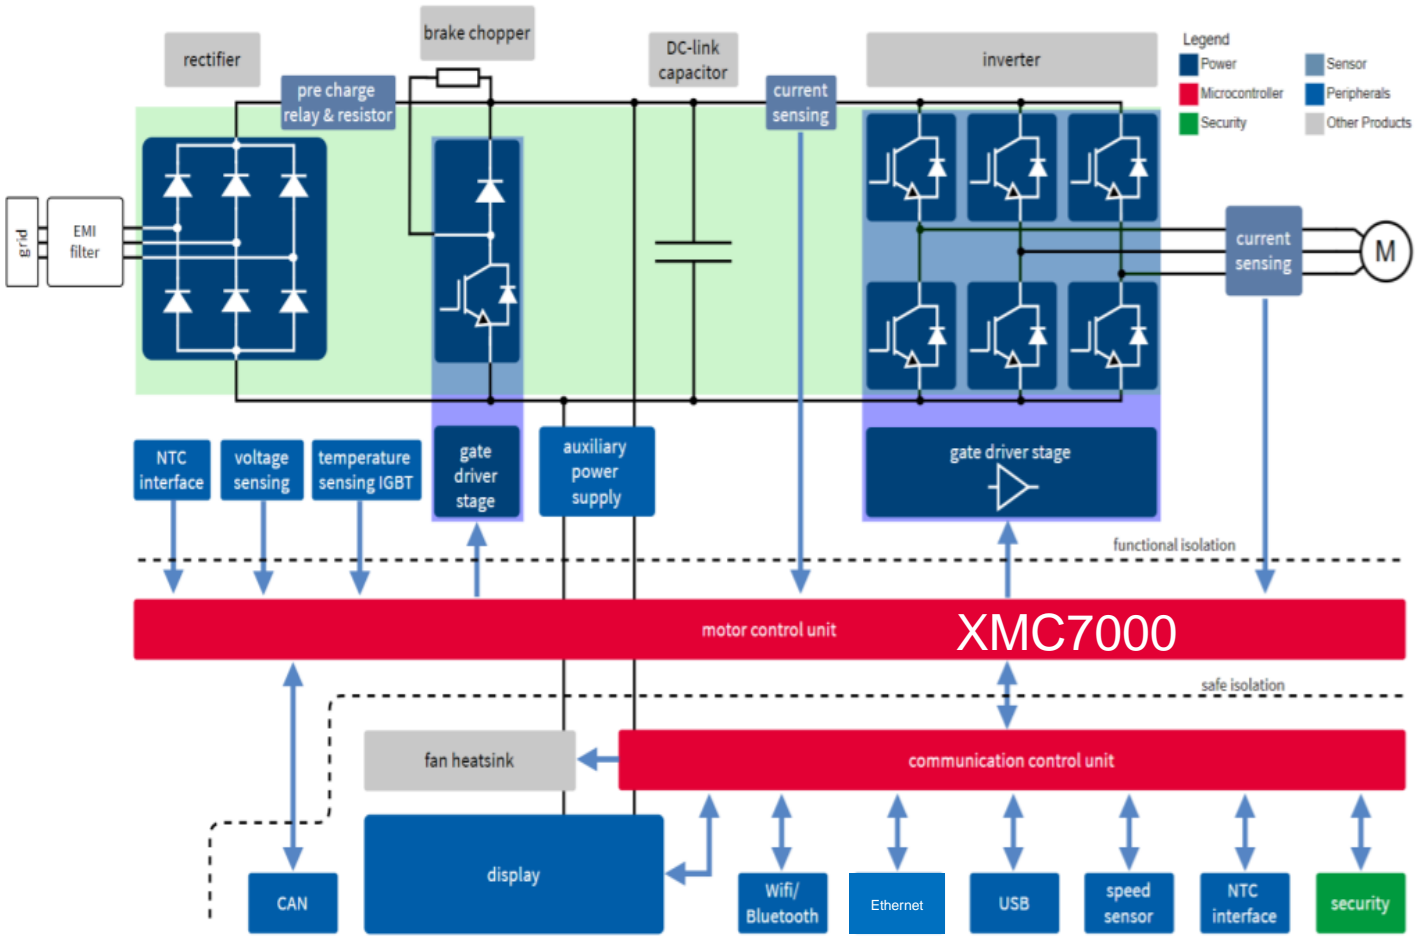 brake chopper
rectifier
DC-link
capacitor
inverter
Legend
Power
Sensor
Microcontroller
Peripherals
Security
Other Products
pre charge
relay & resistor
current
sensing
grid
EMI
filter
current
sensing
M
NTC
interface
voltage
sensing
temperature
sensing IGBT
gate
driver
stage
auxiliary
power
supply
gate driver stage
functional isolation
motor control unit
XMC7000
safe isolation
fan heatsink
communication control unit
display
CAN
Wifi/
Bluetooth
Ethernet
USB
speed
sensor
NTC
interface
security